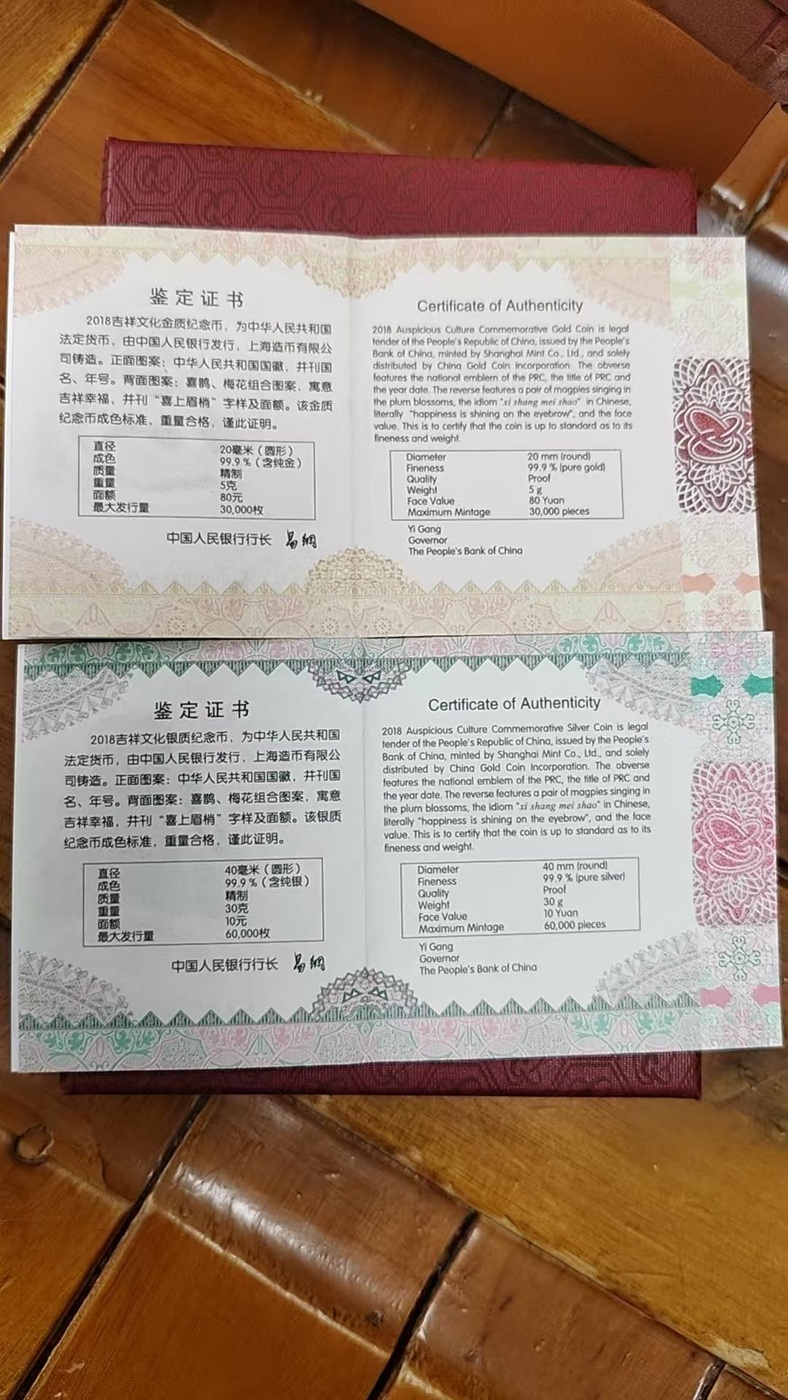 鉴定证书
2018吉祥文化金质纪念币，为中华人民共和国
法定货币，由中国人民银行发行，上海造币有限公
司铸造。正面图案：中华人民共和国国徽，并刊国
名、年号。背面图案：喜鹊、梅花组合图案，寓意
吉祥幸福，并刊“喜上眉梢”字样及面额。该金质
纪念币成色标准，重量合格，谨此证明。
直径 20毫米（圆形）
成色 99.9%（含纯金）
质量 精制
重量 5克
面额 80元
最大发行量 30,000枚
中国人民银行行长 易纲
Certificate of Authenticity
2018 Auspicious Culture Commemorative Gold Coin is legal
tender of the People's Republic of China, issued by the People's
Bank of China, minted by Shanghai Mint Co., Ltd., and solely
distributed by China Gold Coin Incorporation. The obverse
features the national emblem of the PRC, the title of PRC and
the year date. The reverse features a pair of magpies singing in
the plum blossoms, the idiom "xi shang mei shao" in Chinese,
literally "happiness is shining on the eyebrow", and the face
value. This is to certify that the coin is up to standard as to its
fineness and weight.
Diameter 20 mm (round)
Fineness 99.9 % (pure gold)
Quality Proof
Weight 5 g
Face Value 80 Yuan
Maximum Mintage 30,000 pieces
Yi Gang
Governor
The People's Bank of China
鉴定证书
2018吉祥文化银质纪念币，为中华人民共和国
法定货币，由中国人民银行发行，上海造币有限公
司铸造。正面图案：中华人民共和国国徽，并刊国
名、年号。背面图案：喜鹊、梅花组合图案，寓意
吉祥幸福，并刊“喜上眉梢”字样及面额。该银质
纪念币成色标准，重量合格，谨此证明。
直径 40毫米（圆形）
成色 99.9%（含纯银）
质量 精制
重量 30克
面额 10元
最大发行量 60,000枚
中国人民银行行长 易纲
Certificate of Authenticity
2018 Auspicious Culture Commemorative Silver Coin is legal
tender of the People's Republic of China, issued by the People's
Bank of China, minted by Shanghai Mint Co., Ltd., and solely
distributed by China Gold Coin Incorporation. The obverse
features the national emblem of the PRC, the title of PRC and
the year date. The reverse features a pair of magpies singing in
the plum blossoms, the idiom "xi shang mei shao" in Chinese,
literally "happiness is shining on the eyebrow", and the face
value. This is to certify that the coin is up to standard as to its
fineness and weight.
Diameter 40 mm (round)
Fineness 99.9 % (pure silver)
Quality Proof
Weight 30 g
Face Value 10 Yuan
Maximum Mintage 60,000 pieces
Yi Gang
Governor
The People's Bank of China